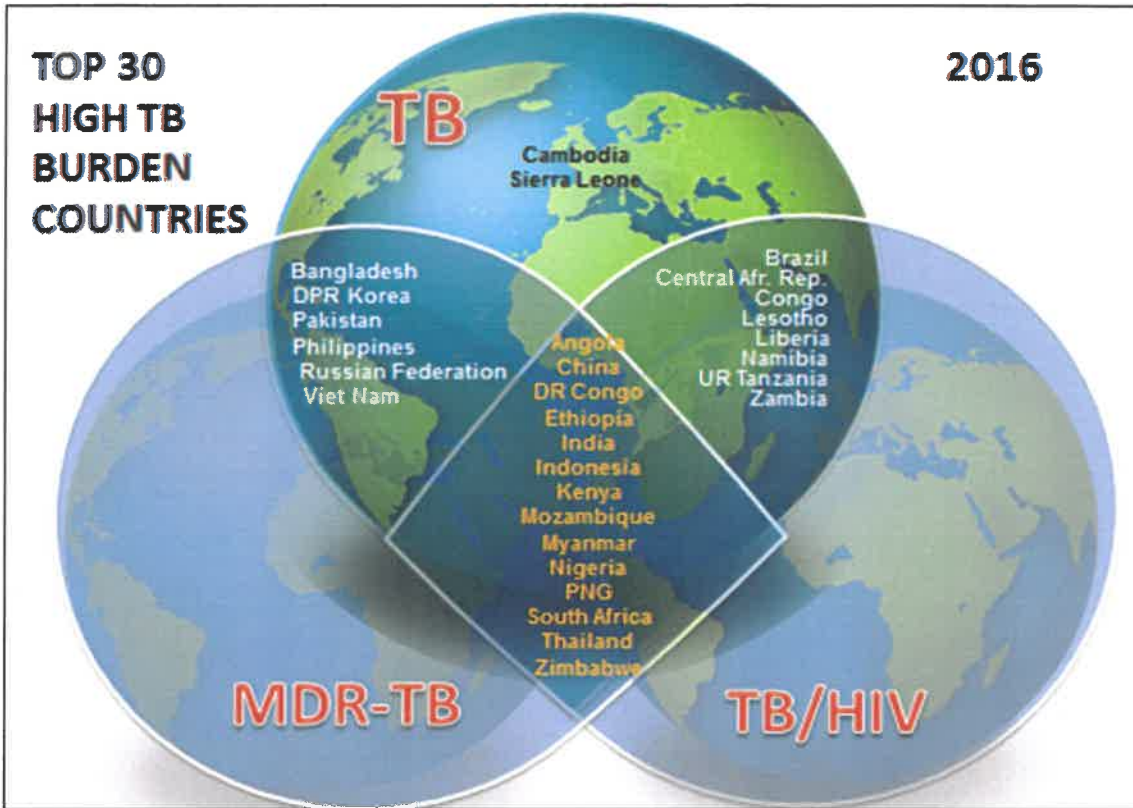 TOP 30
HIGH TB
BURDEN
COUNTRIES
2016
TB
Cambodia
Sierra Leone
Bangladesh
DPR Korea
Pakistan
Philippines
Russian Federation
Viet Nam
Brazil
Central Afr. Rep.
Congo
Lesotho
Liberia
Namibia
UR Tanzania
Zambia
Angola
China
DR Congo
Ethiopia
India
Indonesia
Kenya
Mozambique
Myanmar
Nigeria
PNG
South Africa
Thailand
Zimbabwe
MDR-TB
TB/HIV